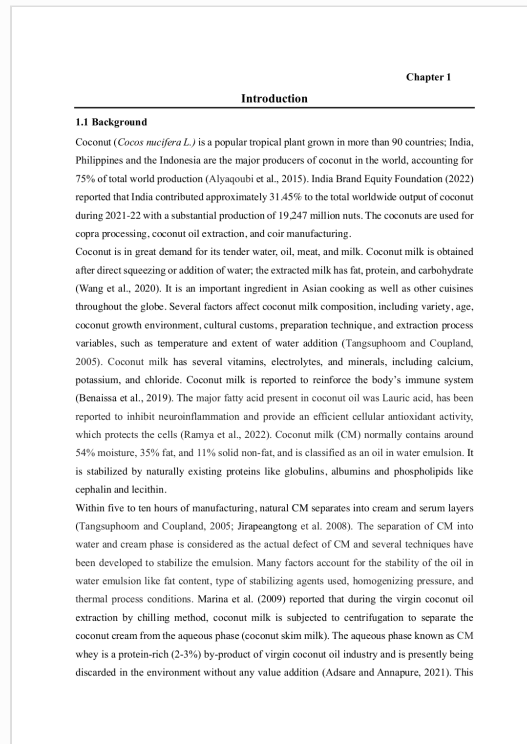 Chapter 1
Introduction
1.1 Background
Coconut (Cocos nucifera L.) is a popular tropical plant grown in more than 90 countries; India,
Philippines and the Indonesia are the major producers of coconut in the world, accounting for
75% of total world production (Alyaqoubi et al., 2015). India Brand Equity Foundation (2022)
reported that India contributed approximately 31.45% to the total worldwide output of coconut
during 2021-22 with a substantial production of 19,247 million nuts. The coconuts are used for
copra processing, coconut oil extraction, and coir manufacturing.
Coconut is in great demand for its tender water, oil, meat, and milk. Coconut milk is obtained
after direct squeezing or addition of water; the extracted milk has fat, protein, and carbohydrate
(Wang et al., 2020). It is an important ingredient in Asian cooking as well as other cuisines
throughout the globe. Several factors affect coconut milk composition, including variety, age,
coconut growth environment, cultural customs, preparation technique, and extraction process
variables, such as temperature and extent of water addition (Tangsuphoom and Coupland,
2005). Coconut milk has several vitamins, electrolytes, and minerals, including calcium,
potassium, and chloride. Coconut milk is reported to reinforce the body's immune system
(Benaissa et al., 2019). The major fatty acid present in coconut oil was Lauric acid, has been
reported to inhibit neuroinflammation and provide an efficient cellular antioxidant activity,
which protects the cells (Ramya et al., 2022). Coconut milk (CM) normally contains around
54% moisture, 35% fat, and 11% solid non-fat, and is classified as an oil in water emulsion. It
is stabilized by naturally existing proteins like globulins, albumins and phospholipids like
cephalin and lecithin.
Within five to ten hours of manufacturing, natural CM separates into cream and serum layers
(Tangsuphoom and Coupland, 2005; Jirapeangtong et al. 2008). The separation of CM into
water and cream phase is considered as the actual defect of CM and several techniques have
been developed to stabilize the emulsion. Many factors account for the stability of the oil in
water emulsion like fat content, type of stabilizing agents used, homogenizing pressure, and
thermal process conditions. Marina et al. (2009) reported that during the virgin coconut oil
extraction by chilling method, coconut milk is subjected to centrifugation to separate the
coconut cream from the aqueous phase (coconut skim milk). The aqueous phase known as CM
whey is a protein-rich (2-3%) by-product of virgin coconut oil industry and is presently being
discarded in the environment without any value addition (Adsare and Annapure, 2021). This